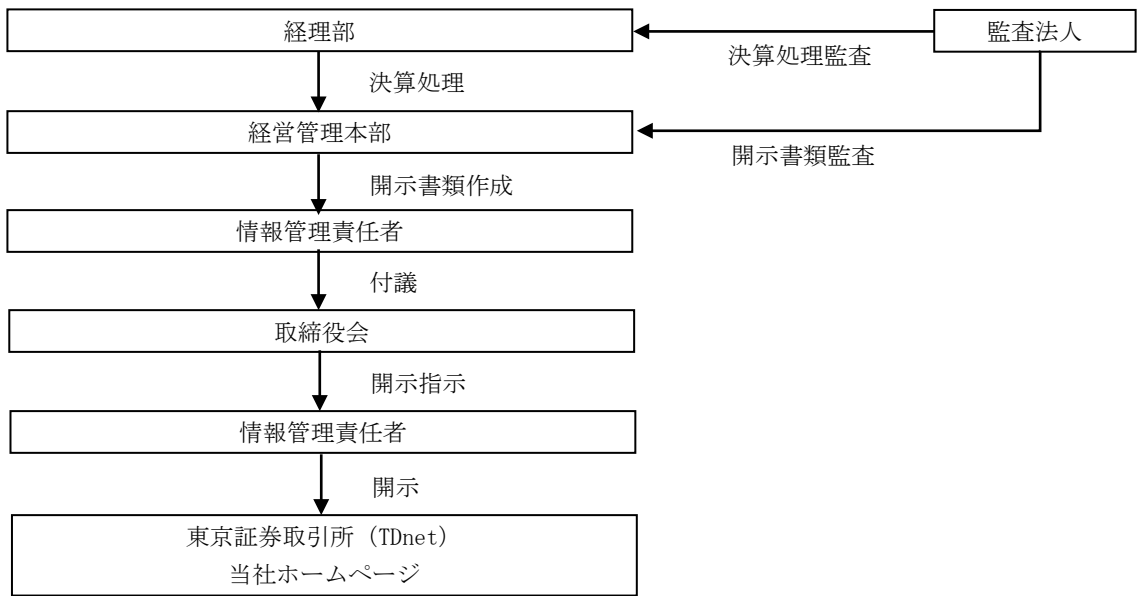 経理部
監査法人
決算処理監査
決算処理
経営管理本部
開示書類監査
開示書類作成
情報管理責任者
付議
取締役会
開示指示
情報管理責任者
開示
東京証券取引所（TDnet）
当社ホームページ